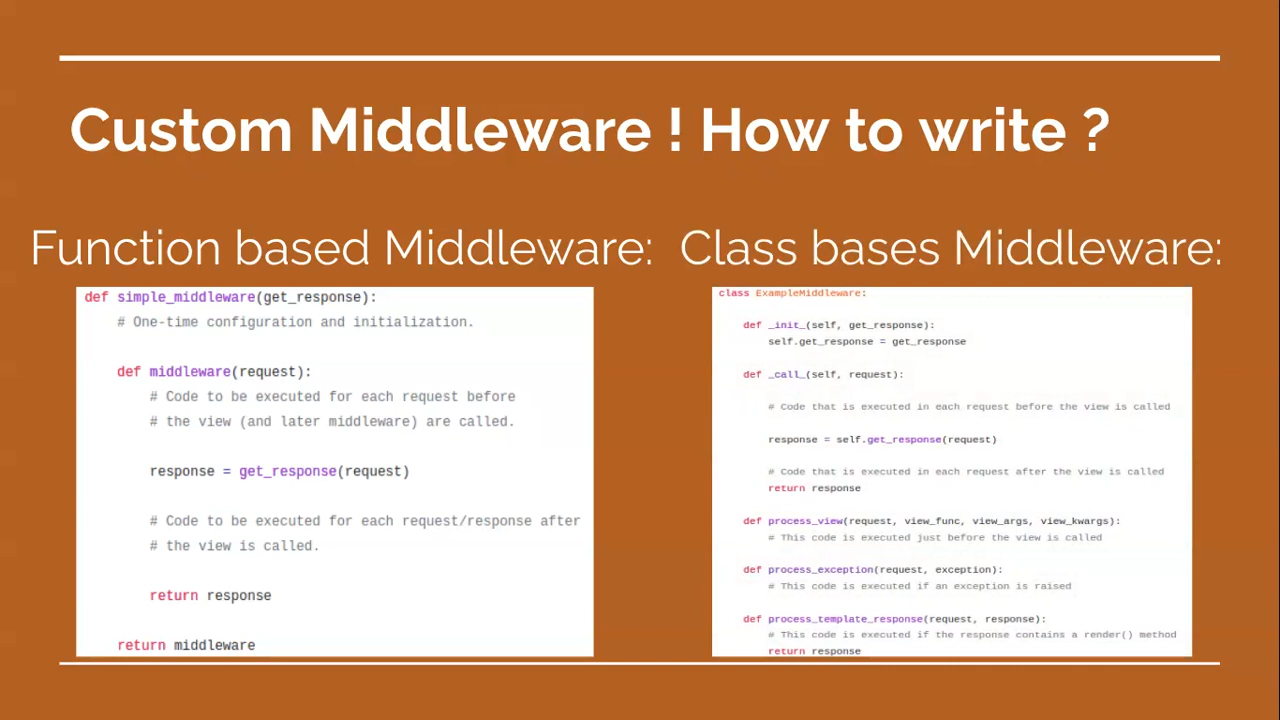 Custom Middleware ! How to write ?
Function based Middleware:
def simple_middleware(get_response):
# One-time configuration and initialization.
def middleware(request):
# Code to be executed for each request before
# the view (and later middleware) are called.
response = get_response(request)
# Code to be executed for each request/response after
# the view is called.
return response
return middleware
Class bases Middleware:
class ExampleMiddleware:
def _init_(self, get_response):
self.get_response = get_response
def _call_(self, request):
# Code that is executed in each request before the view is called
response = self.get_response(request)
# Code that is executed in each request after the view is called
return response
def process_view(request, view_func, view_args, view_kwargs):
# This code is executed just before the view is called
def process_exception(request, exception):
# This code is executed if an exception is raised
def process_template_response(request, response):
# This code is executed if the response contains a render() method
return response